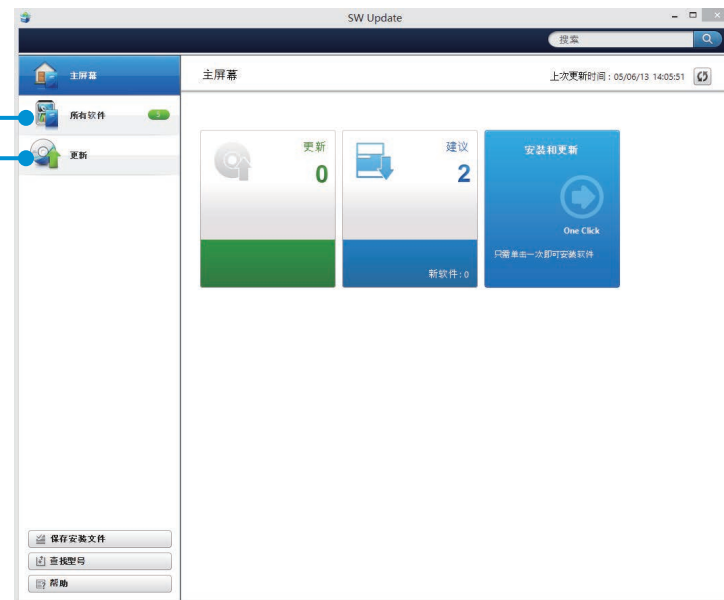 SW Update
搜索
主屏幕
所有软件
更新
主屏幕
上次更新时间 : 05/06/13 14:05:51
更新
0
建议
2
新软件 : 0
安装和更新
One Click
只需单击一次即可安装软件
保存安装文件
查找型号
帮助